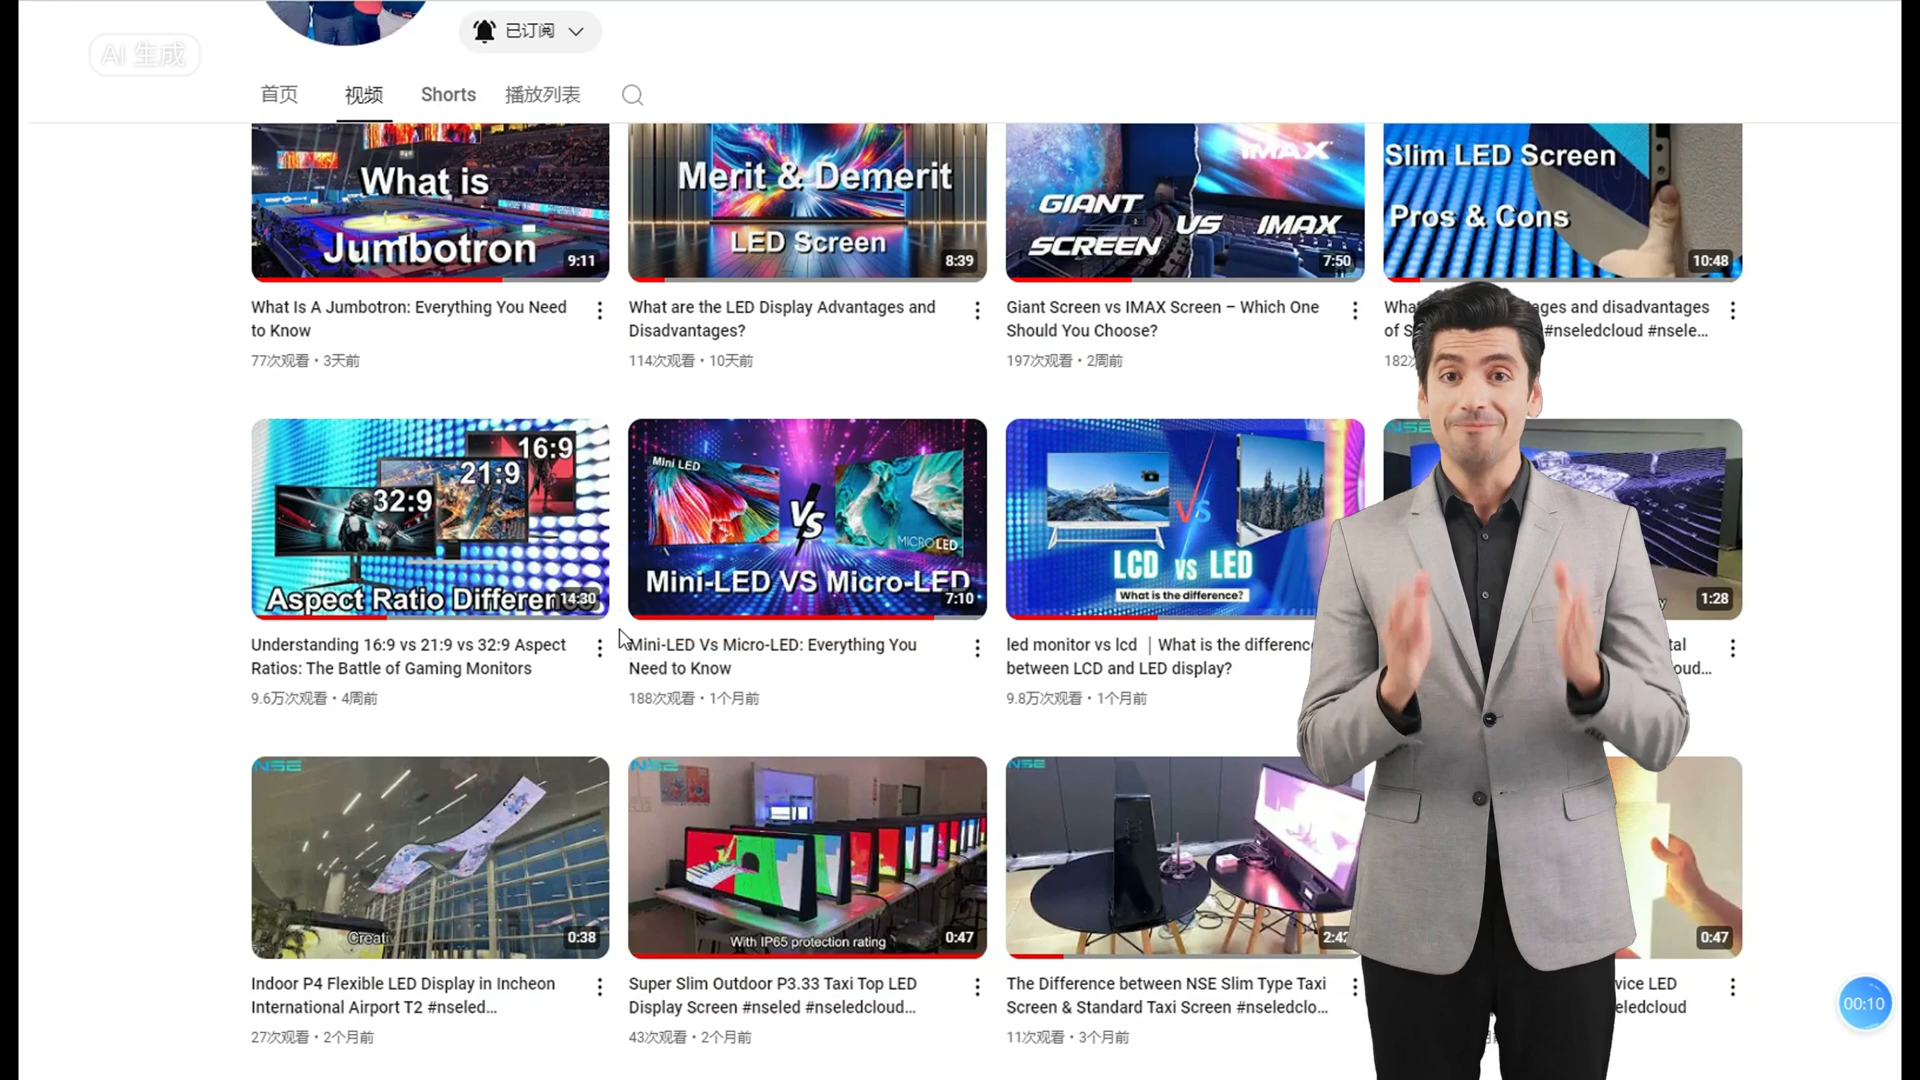 已订阅
AI 生成
首页 视频 Shorts 播放列表
What is
Jumbotron
9:11
Merit & Demerit
LED Screen
8:39
IMAX
GIANT
SCREEN
VS IMAX
7:50
Slim LED Screen
Pros & Cons
10:48
What Is A Jumbotron: Everything You Need
to Know
77次观看・3天前
What are the LED Display Advantages and
Disadvantages?
114次观看・10天前
Giant Screen vs IMAX Screen – Which One
Should You Choose?
197次观看・2周前
and disadvantages
of #nseledcloud #nsele...
16:9
21:9
32:9
Aspect Ratio
14:30
Mini LED
VS
MICRO LED
Mini-LED VS Micro-LED
7:10
VS
LCD VS LED
What is the difference?
NSE
1:28
Understanding 16:9 vs 21:9 vs 32:9 Aspect
Ratios: The Battle of Gaming Monitors
9.6万次观看・4周前
Mini-LED Vs Micro-LED: Everything You
Need to Know
188次观看・1个月前
led monitor vs lcd ｜What is the difference
between LCD and LED display?
9.8万次观看・1个月前
NSE
Creati
0:38
NSE
With IP65 protection rating
0:47
NSE
2:42
0:47
Indoor P4 Flexible LED Display in Incheon
International Airport T2 #nseled...
27次观看・2个月前
Super Slim Outdoor P3.33 Taxi Top LED
Display Screen #nseled #nseledcloud...
43次观看・2个月前
The Difference between NSE Slim Type Taxi
Screen & Standard Taxi Screen #nseledclo...
11次观看・3个月前
LED
00:10